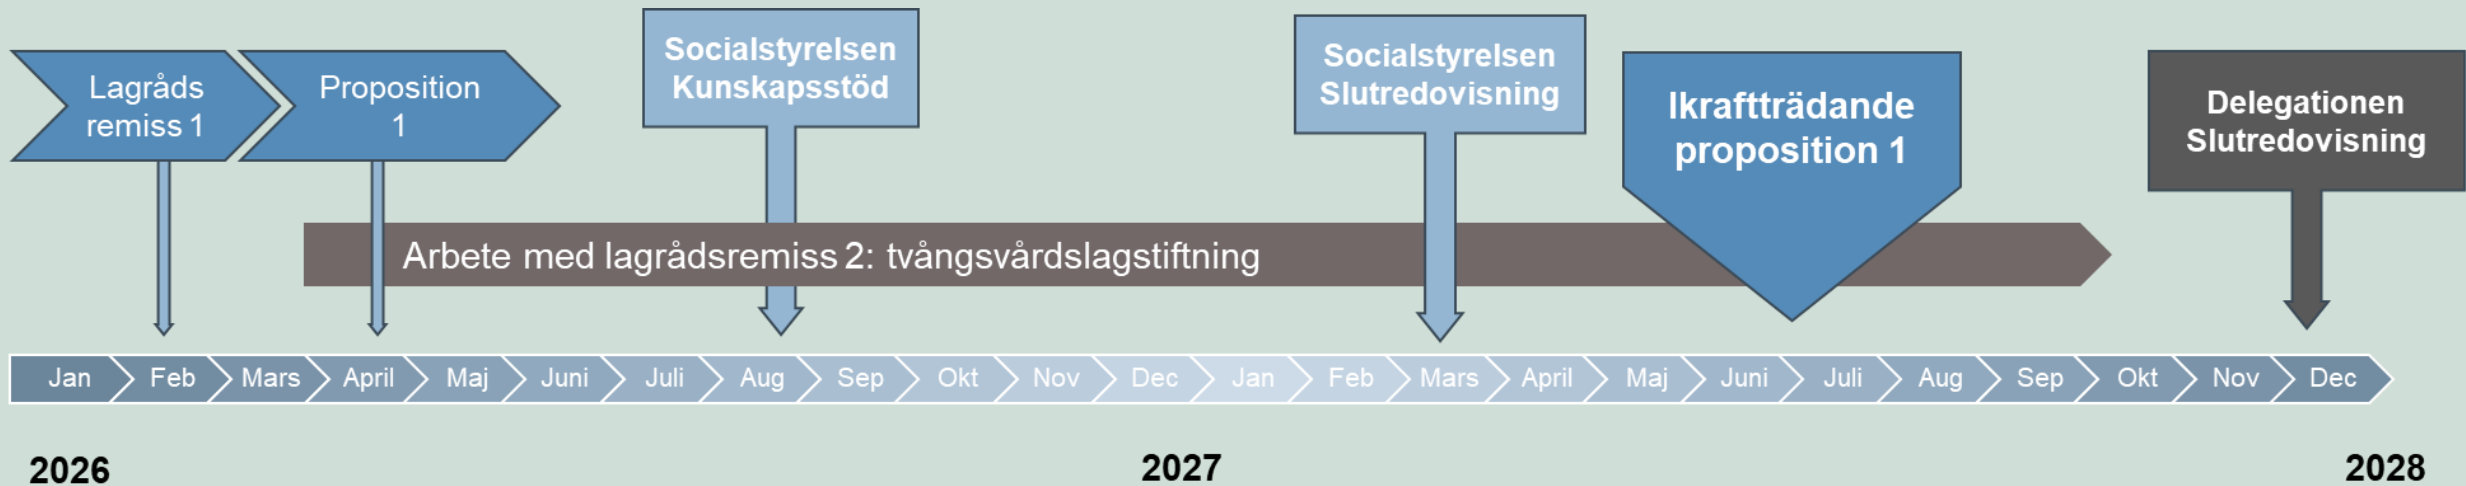 Lagråds
remiss 1
Proposition
1
Socialstyrelsen
Kunskapsstöd
Socialstyrelsen
Slutredovisning
Ikraftträdande
proposition 1
Delegationen
Slutredovisning
Arbete med lagrådsremiss 2: tvångsvårdslagstiftning
Jan Feb Mars April Maj Juni Juli Aug Sep Okt Nov Dec Jan Feb Mars April Maj Juni Juli Aug Sep Okt Nov Dec
2026 2027 2028